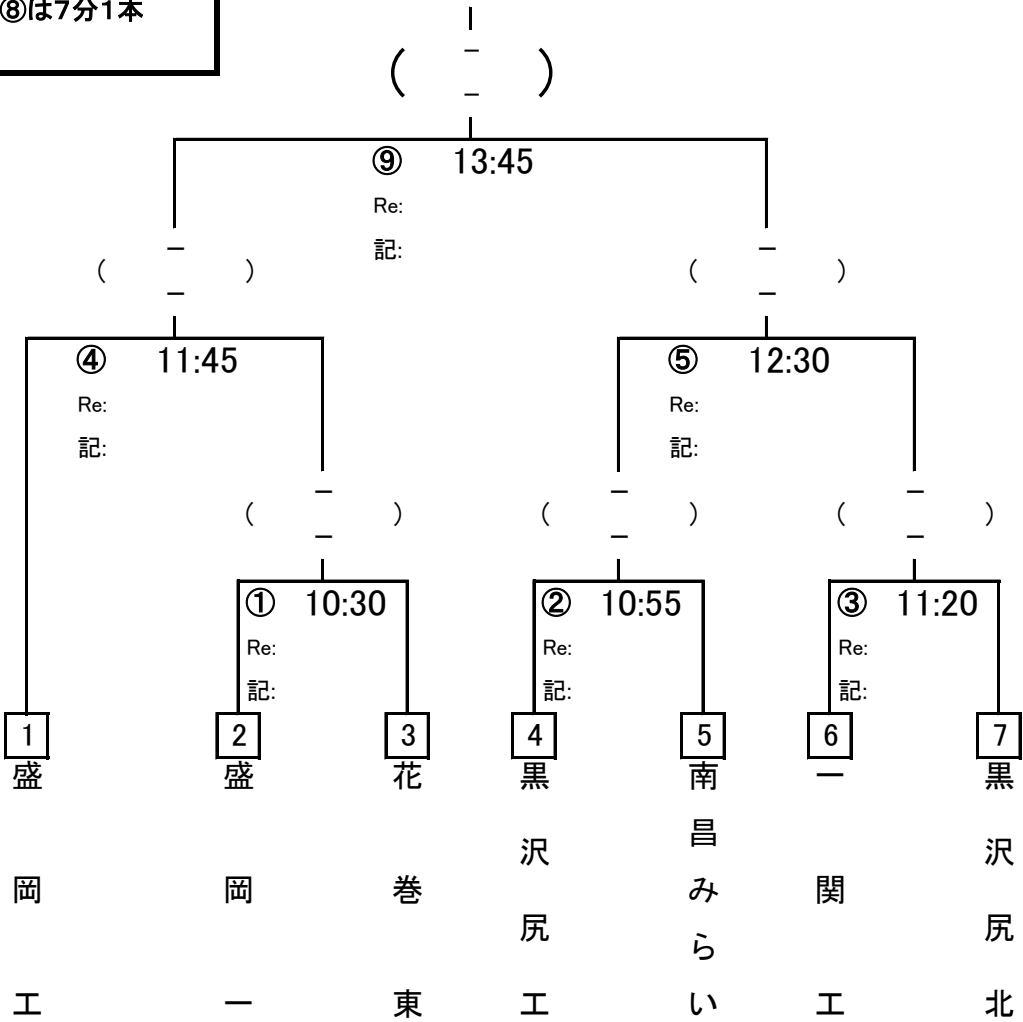 ⑧は7分1本
(－－)
⑨ 13:45
Re:
記:
(－－)
(－－)
④ 11:45
Re:
記:
⑤ 12:30
Re:
記:
(－－)
(－－)
(－－)
① 10:30
Re:
記:
② 10:55
Re:
記:
③ 11:20
Re:
記:
1
2
3
4
5
6
7
盛岡工
盛岡一
花巻東
黒沢尻工
南昌みらい
一関工
黒沢尻北